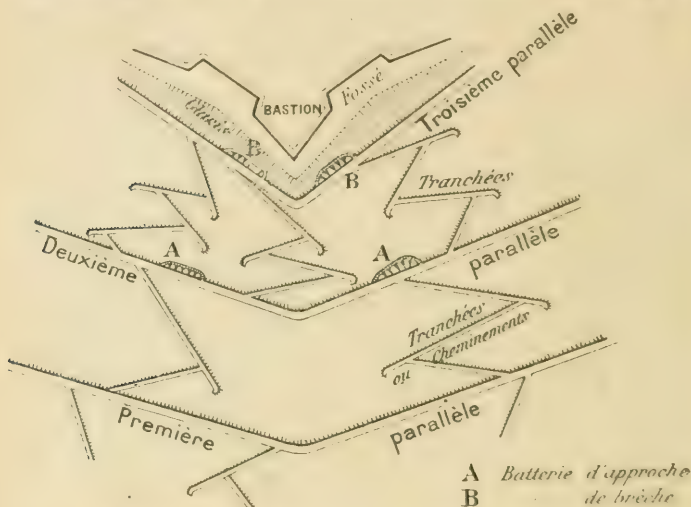 Troisième parallèle
Fossé
BASTION
Glacis
B
B
Tranchées
A
A
Deuxième
parallèle
Tranchées
ou Cheminements
Première
parallèle
A Batterie d'approche
B de brèche